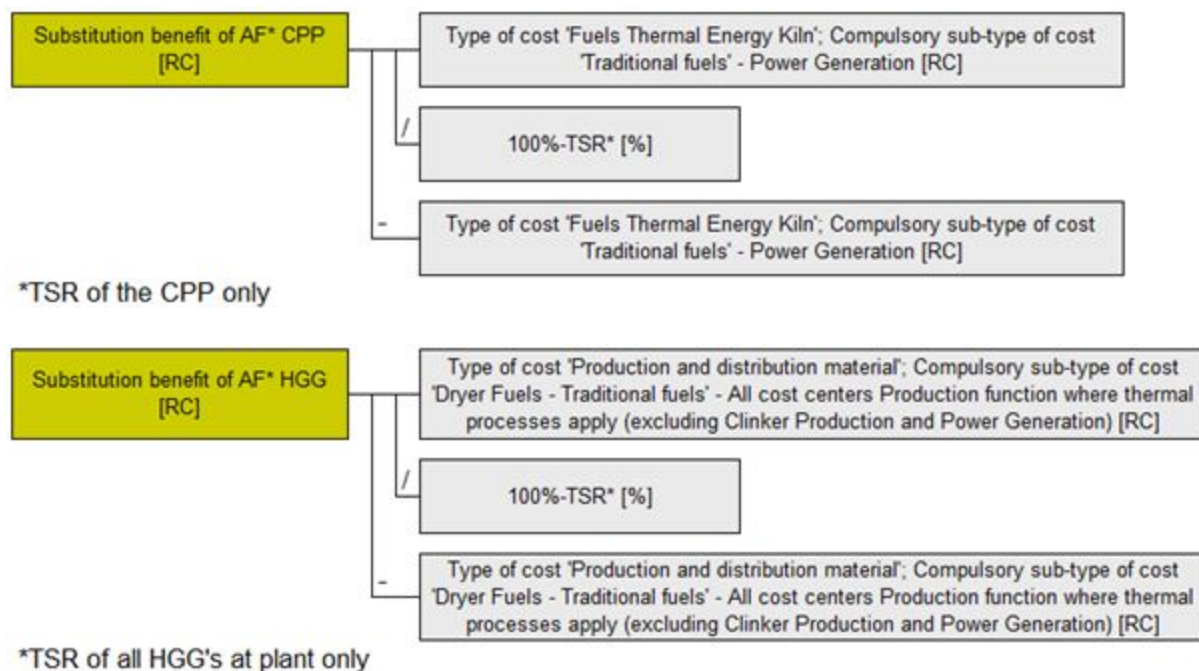 Substitution benefit of AF* CPP
[RC]
Type of cost 'Fuels Thermal Energy Kiln'; Compulsory sub-type of cost
'Traditional fuels' - Power Generation [RC]
/
100%-TSR* [%]
-
Type of cost 'Fuels Thermal Energy Kiln'; Compulsory sub-type of cost
'Traditional fuels' - Power Generation [RC]
*TSR of the CPP only
Substitution benefit of AF* HGG
[RC]
Type of cost 'Production and distribution material'; Compulsory sub-type of cost
'Dryer Fuels - Traditional fuels' - All cost centers Production function where thermal
processes apply (excluding Clinker Production and Power Generation) [RC]
/
100%-TSR* [%]
-
Type of cost 'Production and distribution material'; Compulsory sub-type of cost
'Dryer Fuels - Traditional fuels' - All cost centers Production function where thermal
processes apply (excluding Clinker Production and Power Generation) [RC]
*TSR of all HGG's at plant only